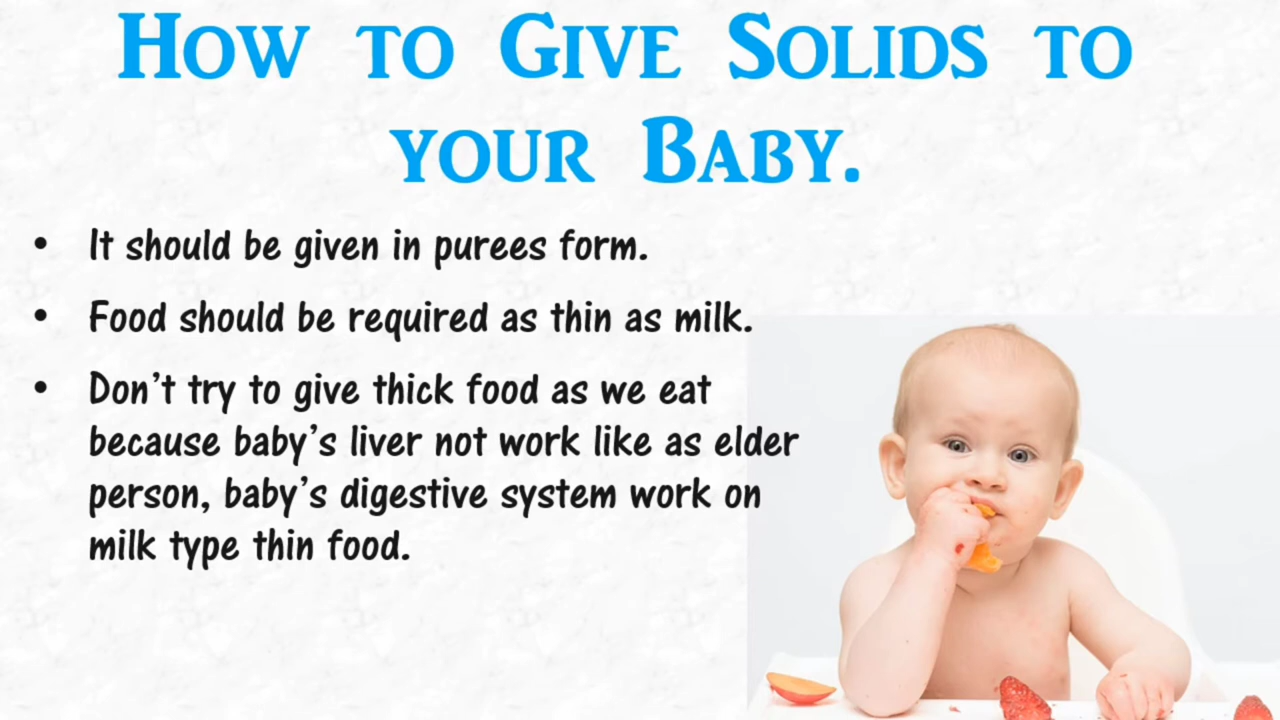 How to Give Solids to
your Baby.
• It should be given in purees form.
• Food should be required as thin as milk.
• Don't try to give thick food as we eat
because baby's liver not work like as elder
person, baby's digestive system work on
milk type thin food.